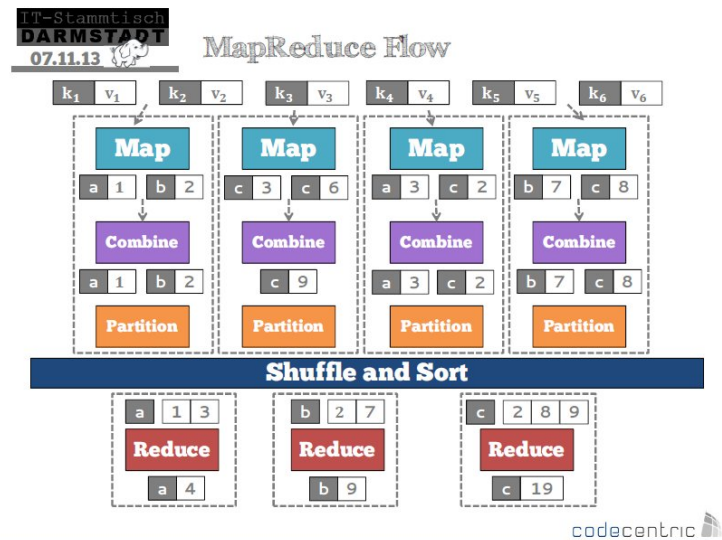 IT-Stammtisch
DARMSTADT
07.11.13
MapReduce Flow
k₁ v₁ k₂ v₂ k₃ v₃ k₄ v₄ k₅ v₅ k₆ v₆
Map Map Map Map
a 1 b 2 c 3 c 6 a 3 c 2 b 7 c 8
Combine Combine Combine Combine
a 1 b 2 c 9 a 3 c 2 b 7 c 8
Partition Partition Partition Partition
Shuffle and Sort
a 1 3 b 2 7 c 2 8 9
Reduce Reduce Reduce
a 4 b 9 c 19
codecentric